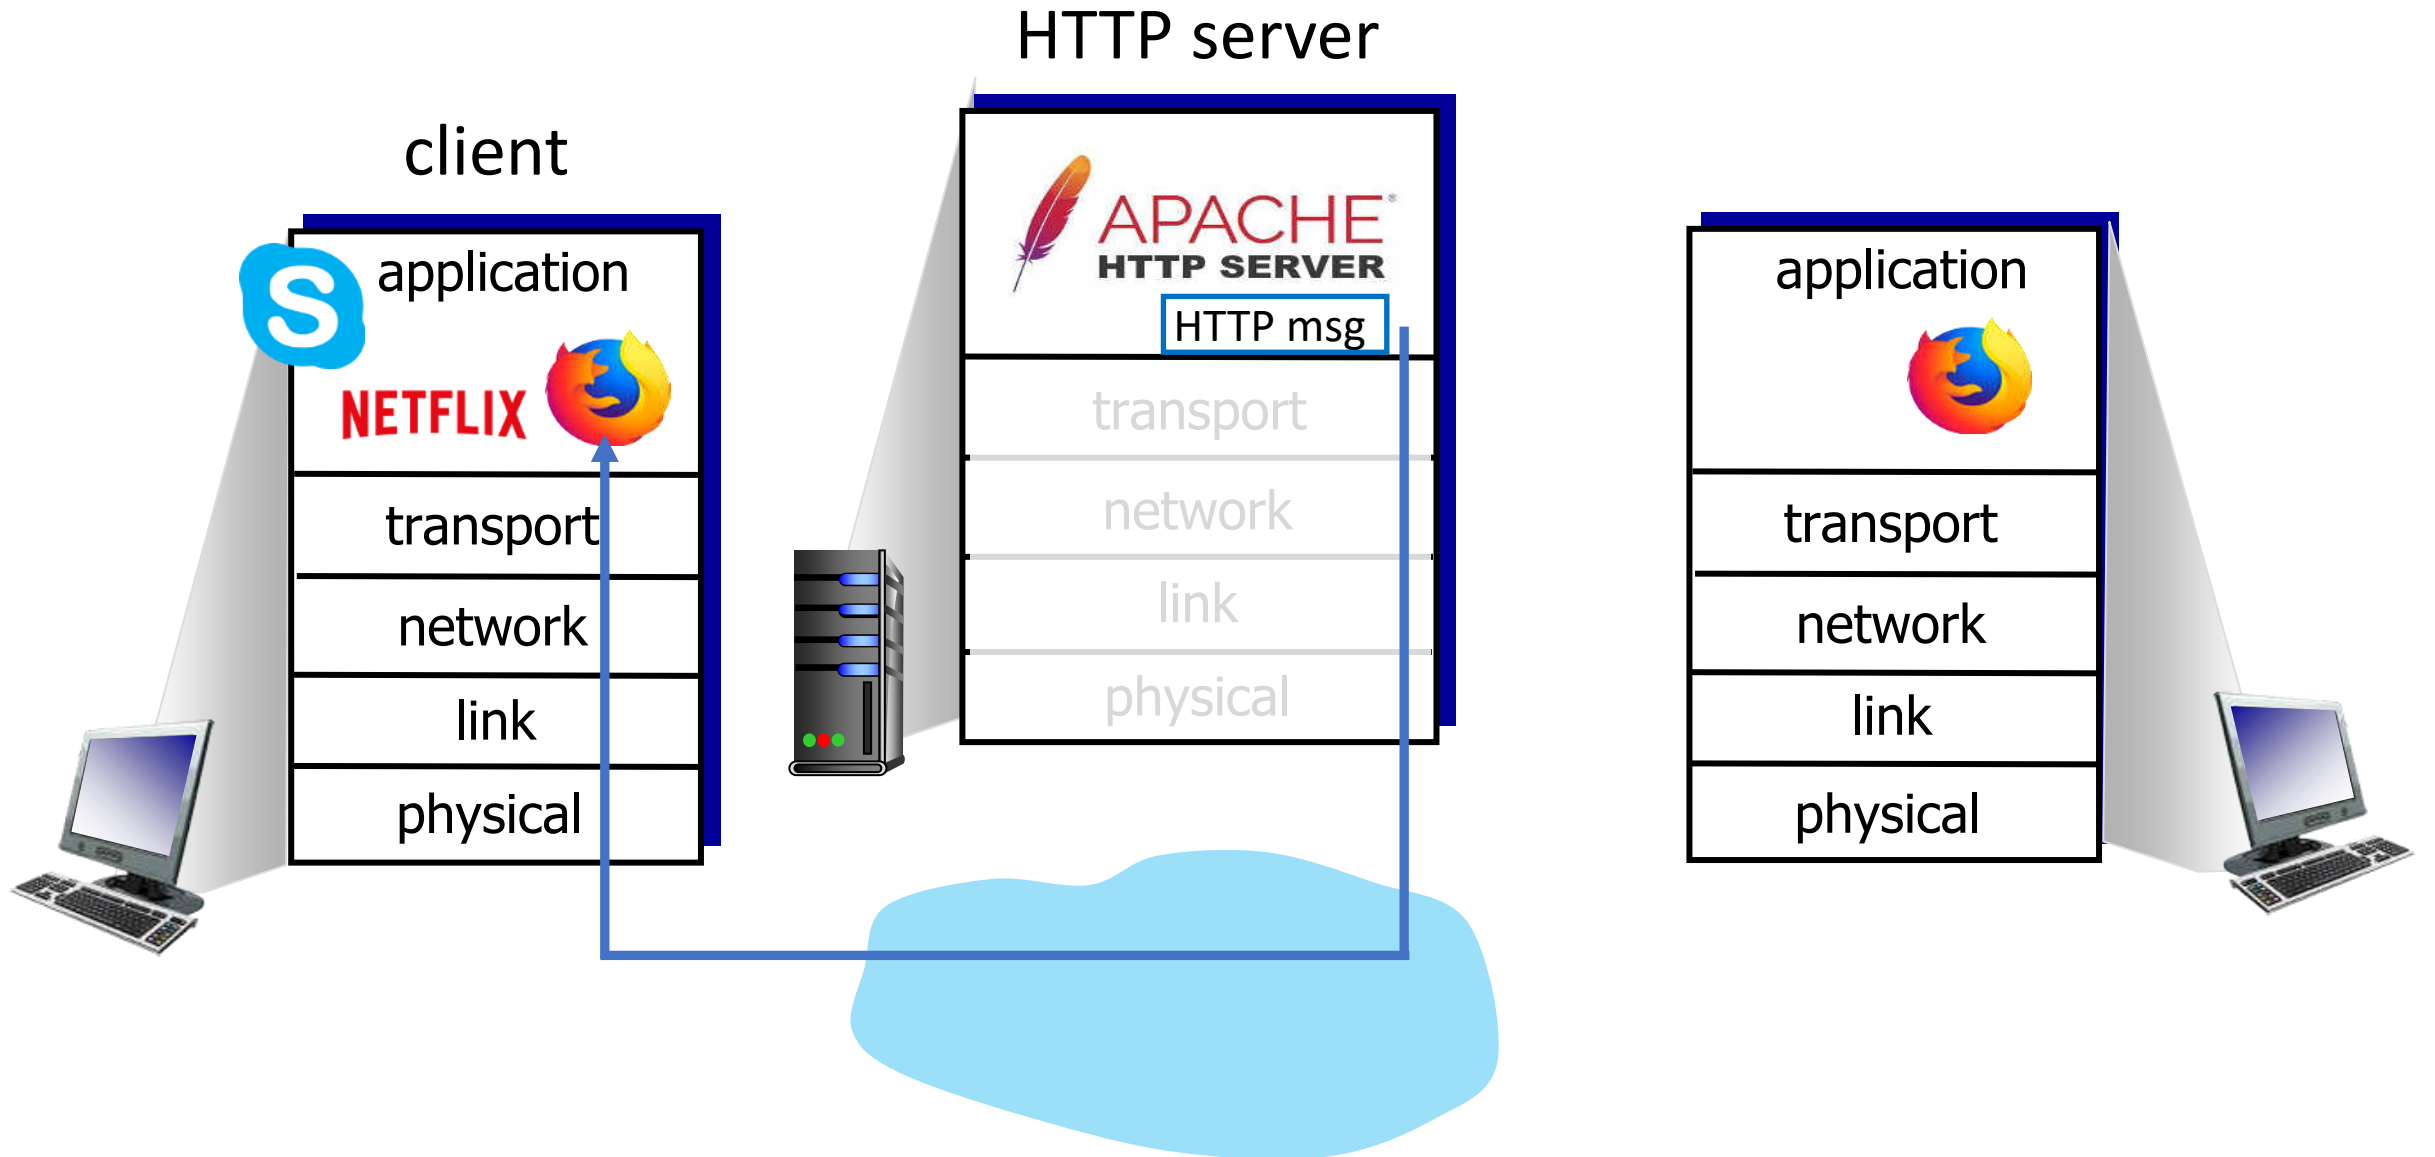 HTTP server
client
application
NETFLIX
transport
network
link
physical
APACHE®
HTTP SERVER
HTTP msg
transport
network
link
physical
application
transport
network
link
physical